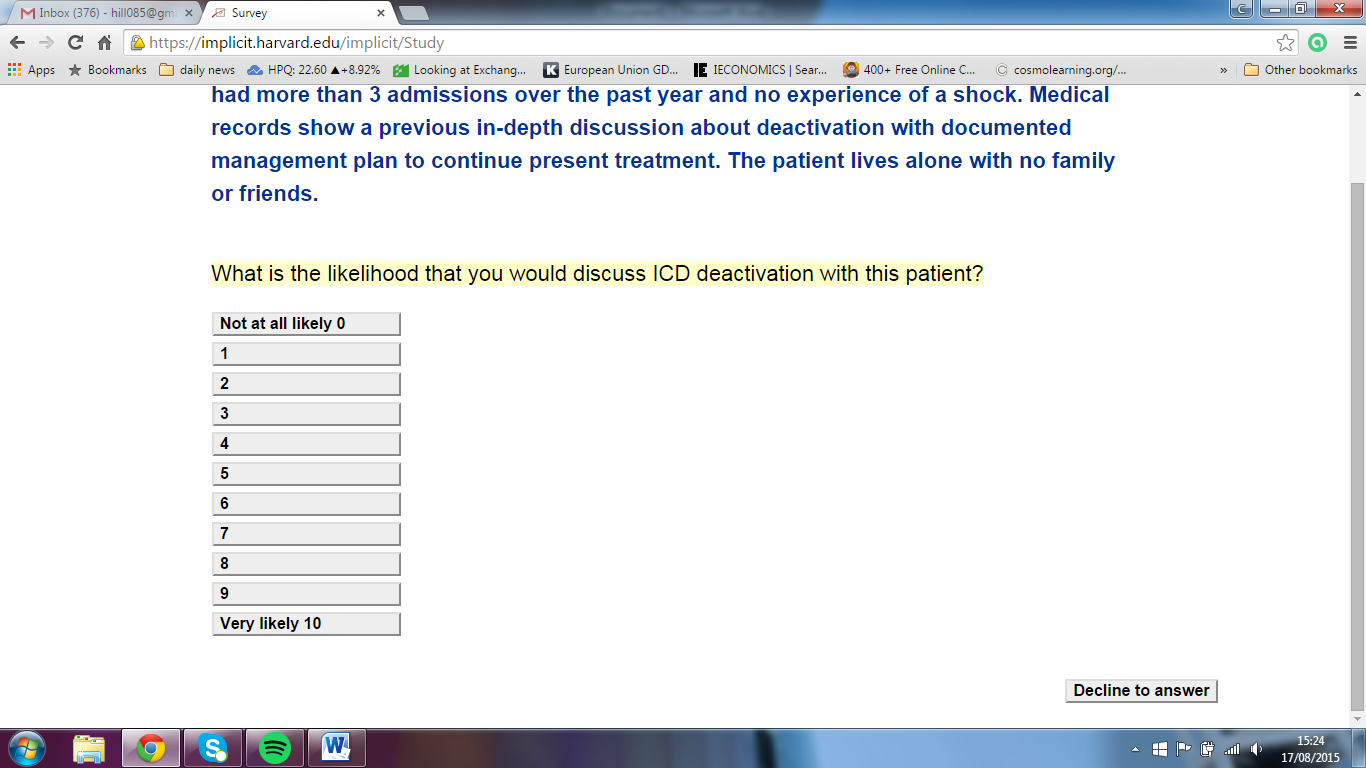 Inbox (376) - hill085@gm
Survey
https://implicit.harvard.edu/implicit/Study
Apps Bookmarks daily news HPQ: 22.60 ▲+8.92% Looking at Exchang... European Union GD... IECONOMICS | Sear... 400+ Free Online C... cosmolearning.org/... » Other bookmarks
had more than 3 admissions over the past year and no experience of a shock. Medical
records show a previous in-depth discussion about deactivation with documented
management plan to continue present treatment. The patient lives alone with no family
or friends.
What is the likelihood that you would discuss ICD deactivation with this patient?
Not at all likely 0
1
2
3
4
5
6
7
8
9
Very likely 10
Decline to answer
15:24
17/08/2015